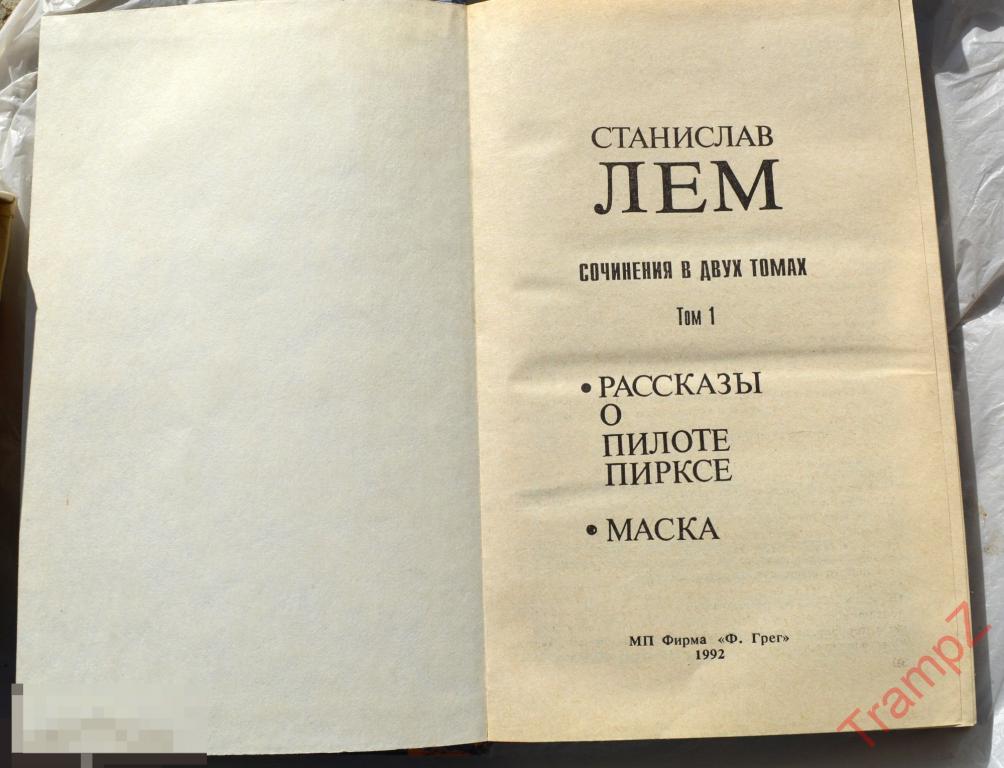 СТАНИСЛАВ
ЛЕМ
СОЧИНЕНИЯ В ДВУХ ТОМАХ
Том 1
• РАССКАЗЫ
О
ПИЛОТЕ
ПИРКСЕ
• МАСКА
МП Фирма «Ф. Грег»
1992
TrampZ